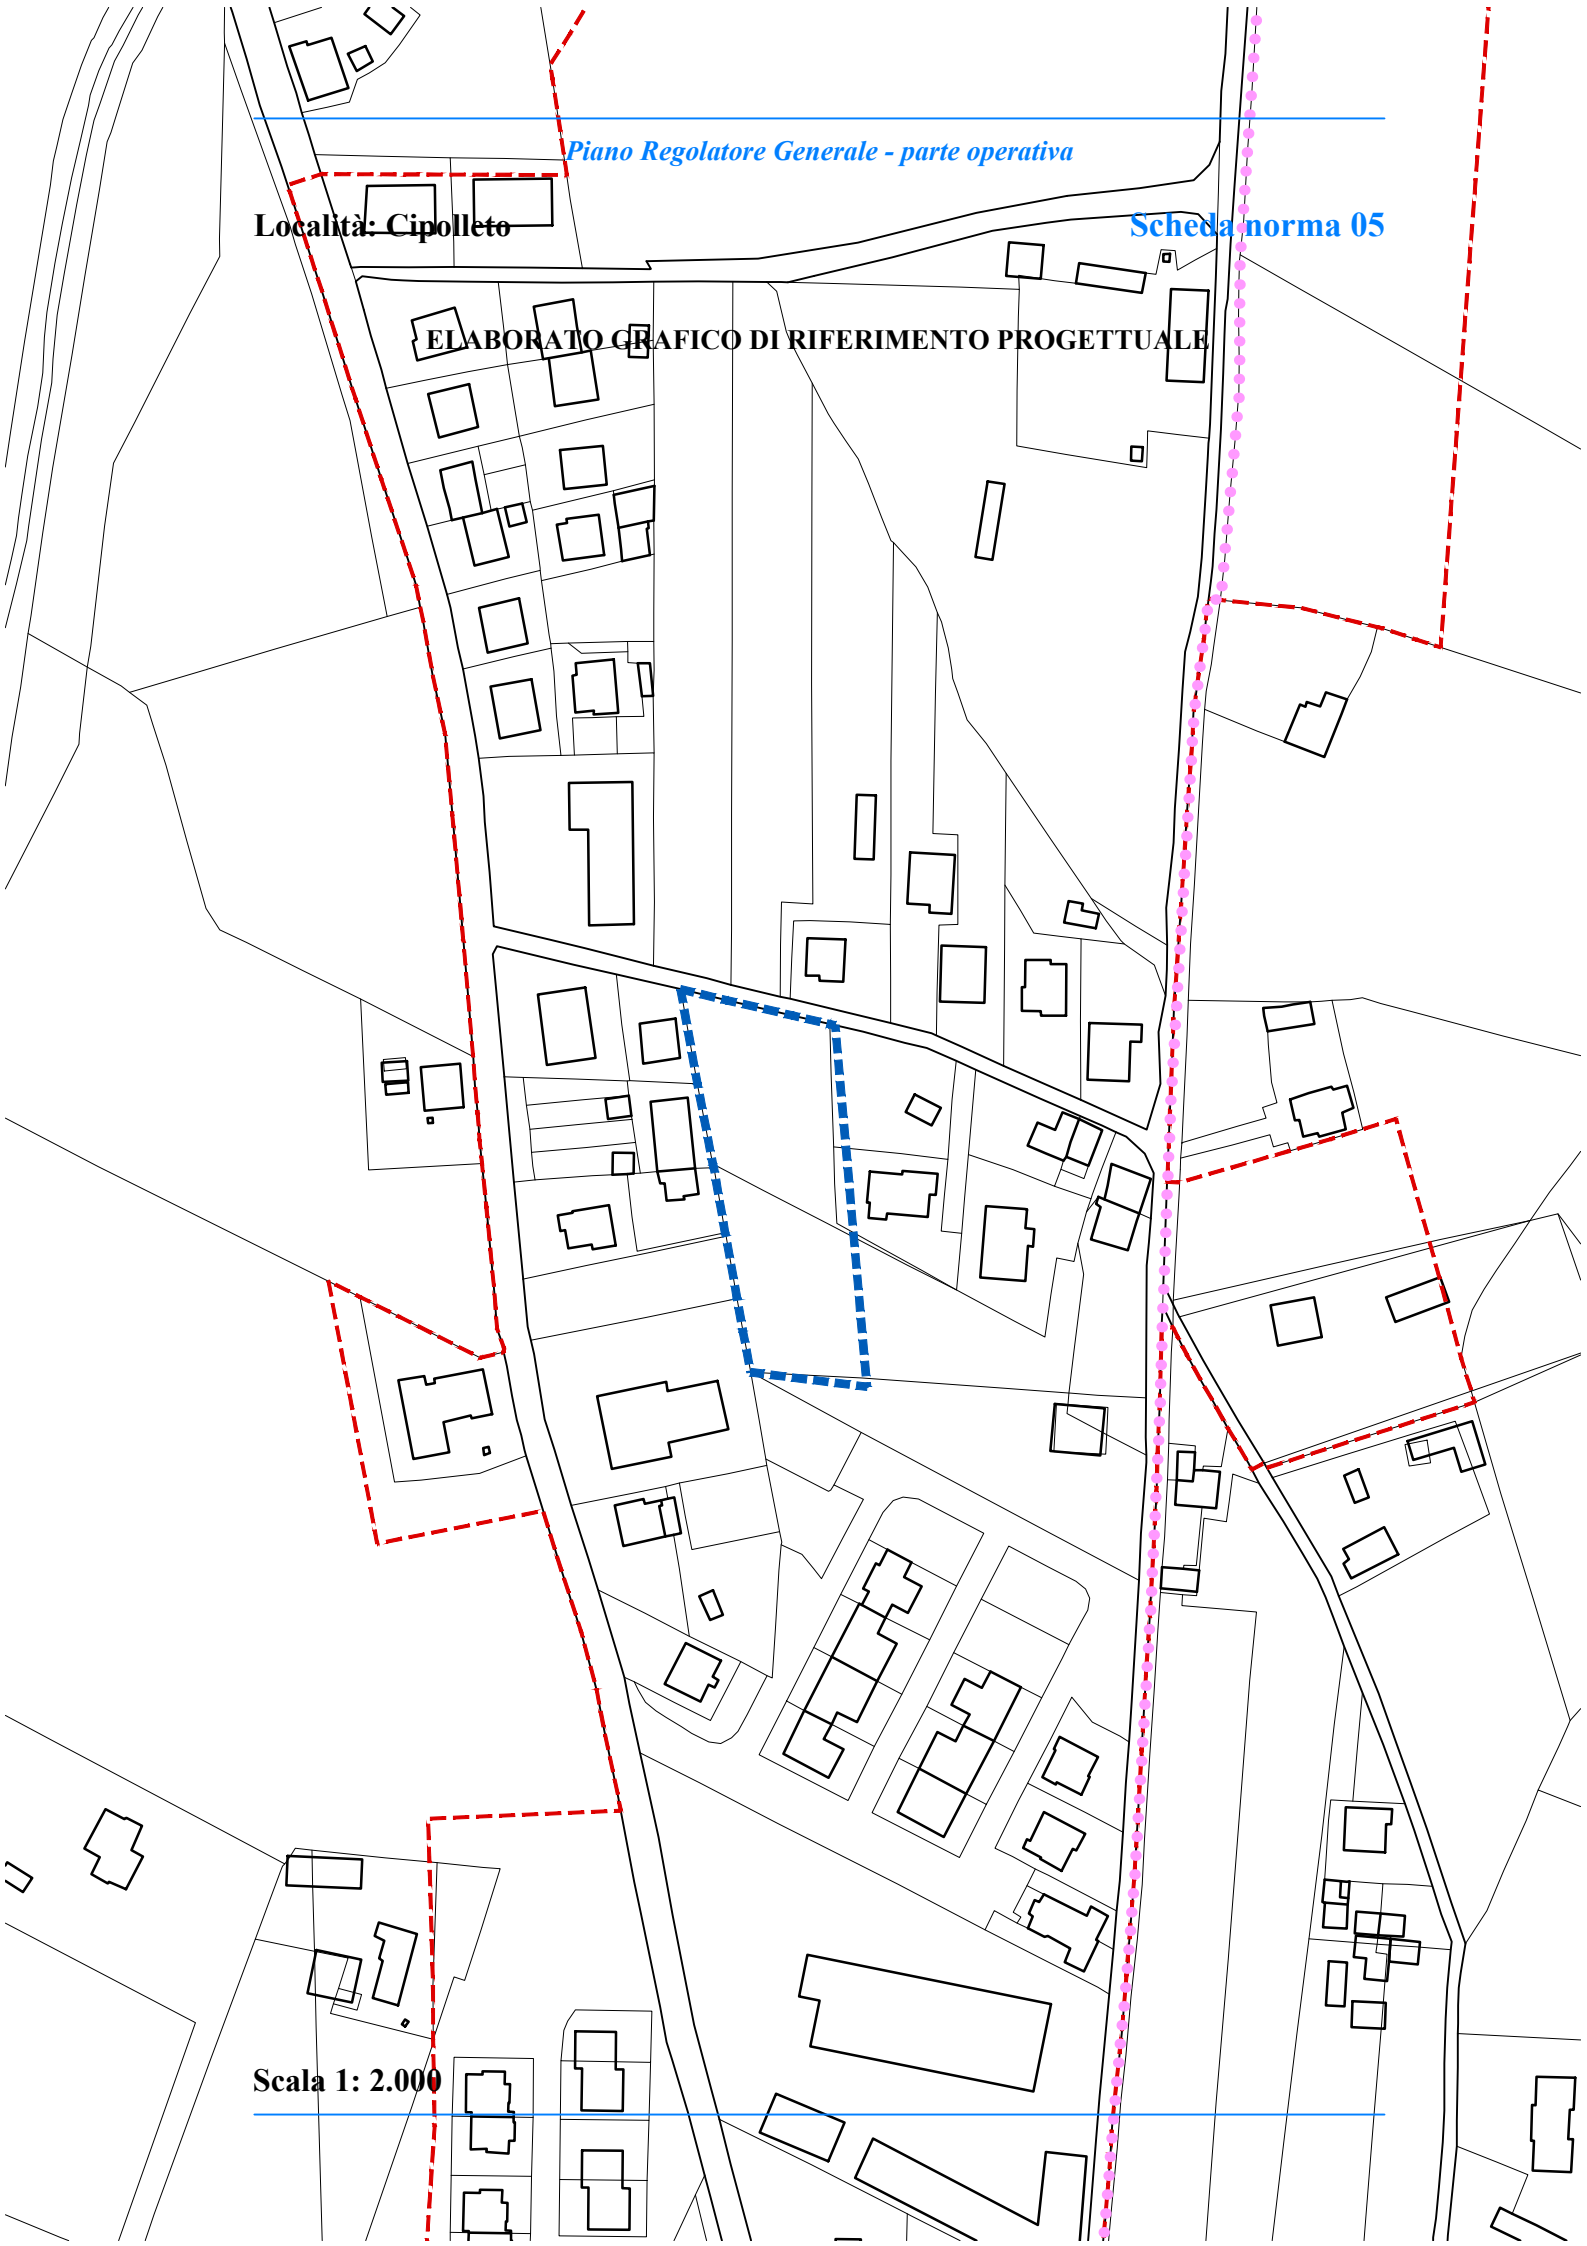 Piano Regolatore Generale - parte operativa
Località: Cipolleto
Scheda norma 05
ELABORATO GRAFICO DI RIFERIMENTO PROGETTUALE
Scala 1: 2.000